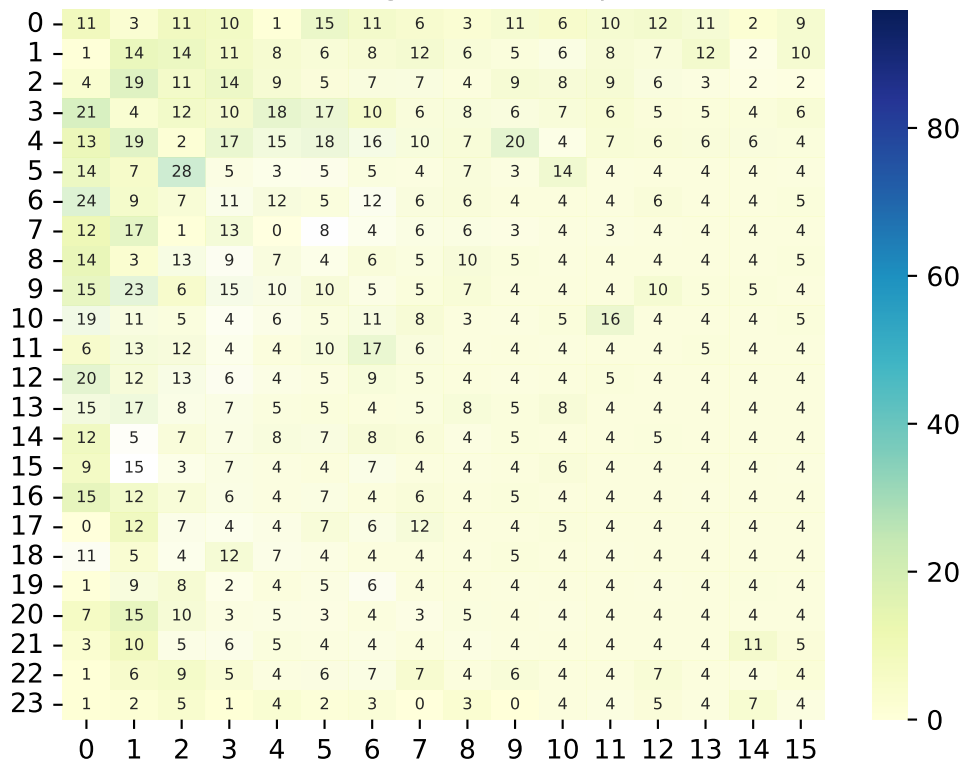 0 11 3 11 10 1 15 11 6 3 11 6 10 12 11 2 9
1 1 14 14 11 8 6 8 12 6 5 6 8 7 12 2 10
2 4 19 11 14 9 5 7 7 4 9 8 9 6 3 2 2
3 21 4 12 10 18 17 10 6 8 6 7 6 5 5 4 6
4 13 19 2 17 15 18 16 10 7 20 4 7 6 6 6 4
5 14 7 28 5 3 5 5 4 7 3 14 4 4 4 4 4
6 24 9 7 11 12 5 12 6 6 4 4 4 6 4 4 5
7 12 17 1 13 0 8 4 6 6 3 4 3 4 4 4 4
8 14 3 13 9 7 4 6 5 10 5 4 4 4 4 4 5
9 15 23 6 15 10 10 5 5 7 4 4 4 10 5 5 4
10 19 11 5 4 6 5 11 8 3 4 5 16 4 4 4 5
11 6 13 12 4 4 10 17 6 4 4 4 4 4 5 4 4
12 20 12 13 6 4 5 9 5 4 4 4 5 4 4 4 4
13 15 17 8 7 5 5 4 5 8 5 8 4 4 4 4 4
14 12 5 7 7 8 7 8 6 4 5 4 4 5 4 4 4
15 9 15 3 7 4 4 7 4 4 4 6 4 4 4 4 4
16 15 12 7 6 4 7 4 6 4 5 4 4 4 4 4 4
17 0 12 7 4 4 7 6 12 4 4 5 4 4 4 4 4
18 11 5 4 12 7 4 4 4 4 5 4 4 4 4 4 4
19 1 9 8 2 4 5 6 4 4 4 4 4 4 4 4 4
20 7 15 10 3 5 3 4 3 5 4 4 4 4 4 4 4
21 3 10 5 6 5 4 4 4 4 4 4 4 4 4 11 5
22 1 6 9 5 4 6 7 7 4 6 4 4 7 4 4 4
23 1 2 5 1 4 2 3 0 3 0 4 4 5 4 7 4
0 1 2 3 4 5 6 7 8 9 10 11 12 13 14 15
80
60
40
20
0